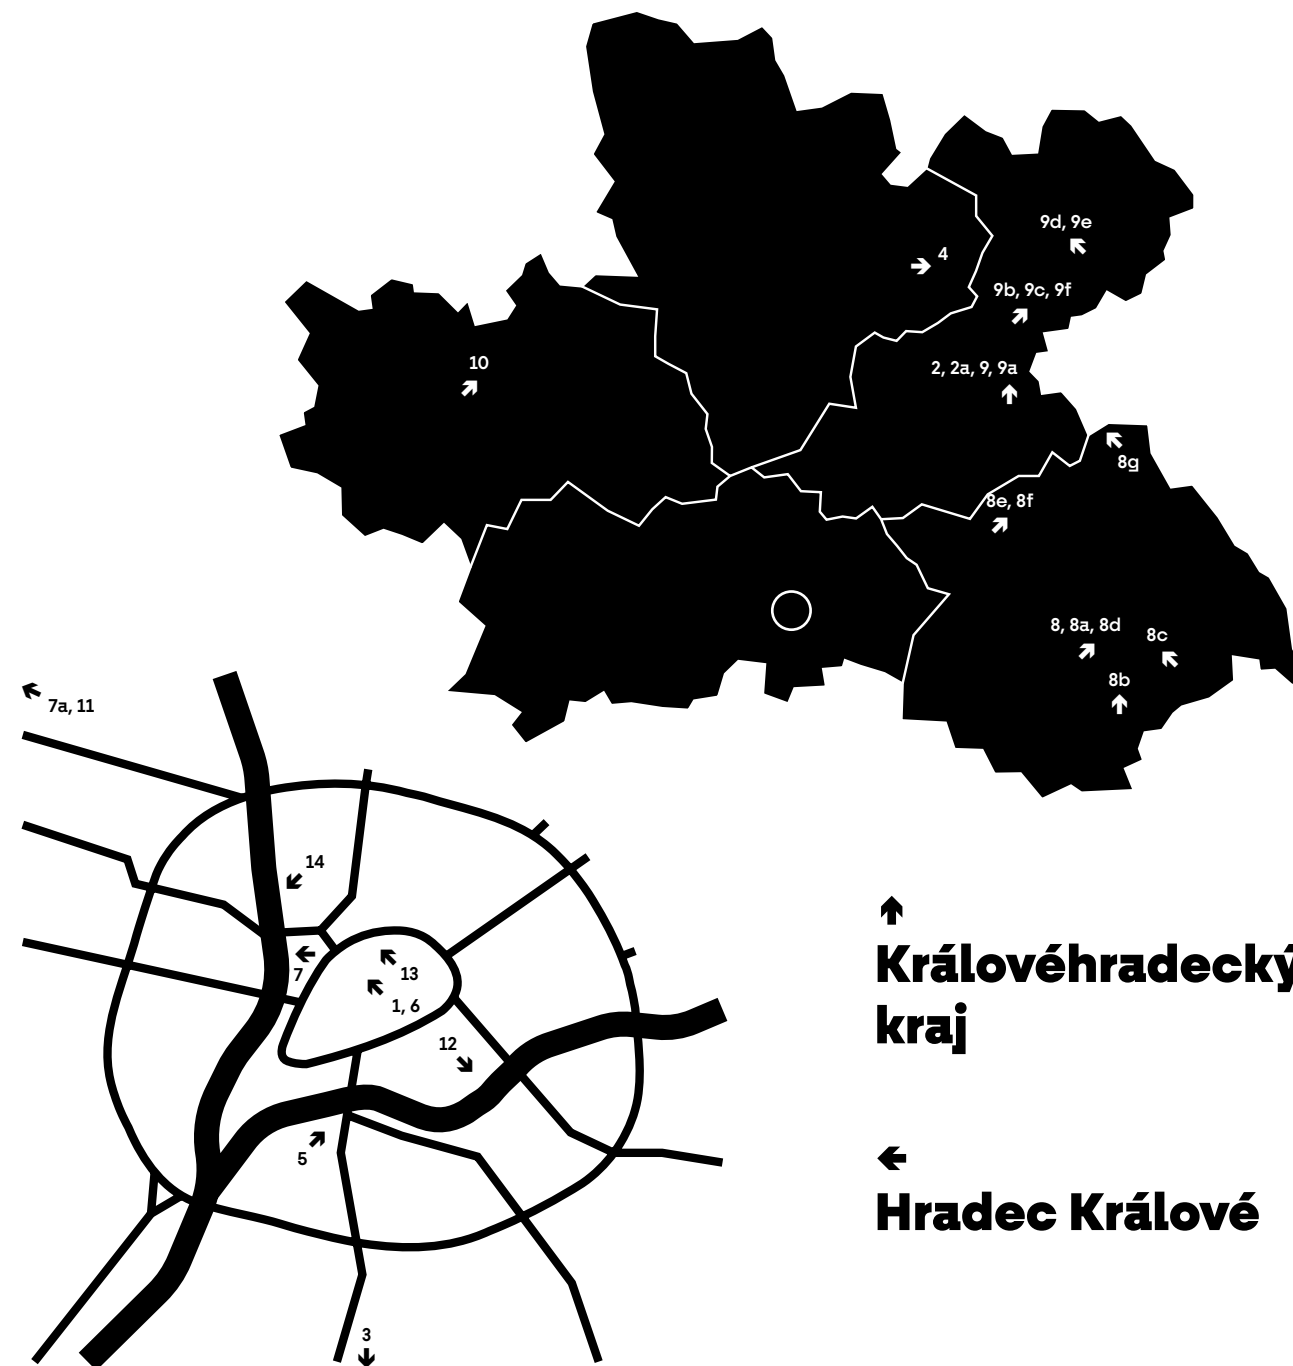 9d, 9e
4
9b, 9c, 9f
10
2, 2a, 9, 9a
8g
8e, 8f
8, 8a, 8d
8c
8b
7a, 11
14
13
7
1, 6
12
5
3
Královéhradecký
kraj
Hradec Králové